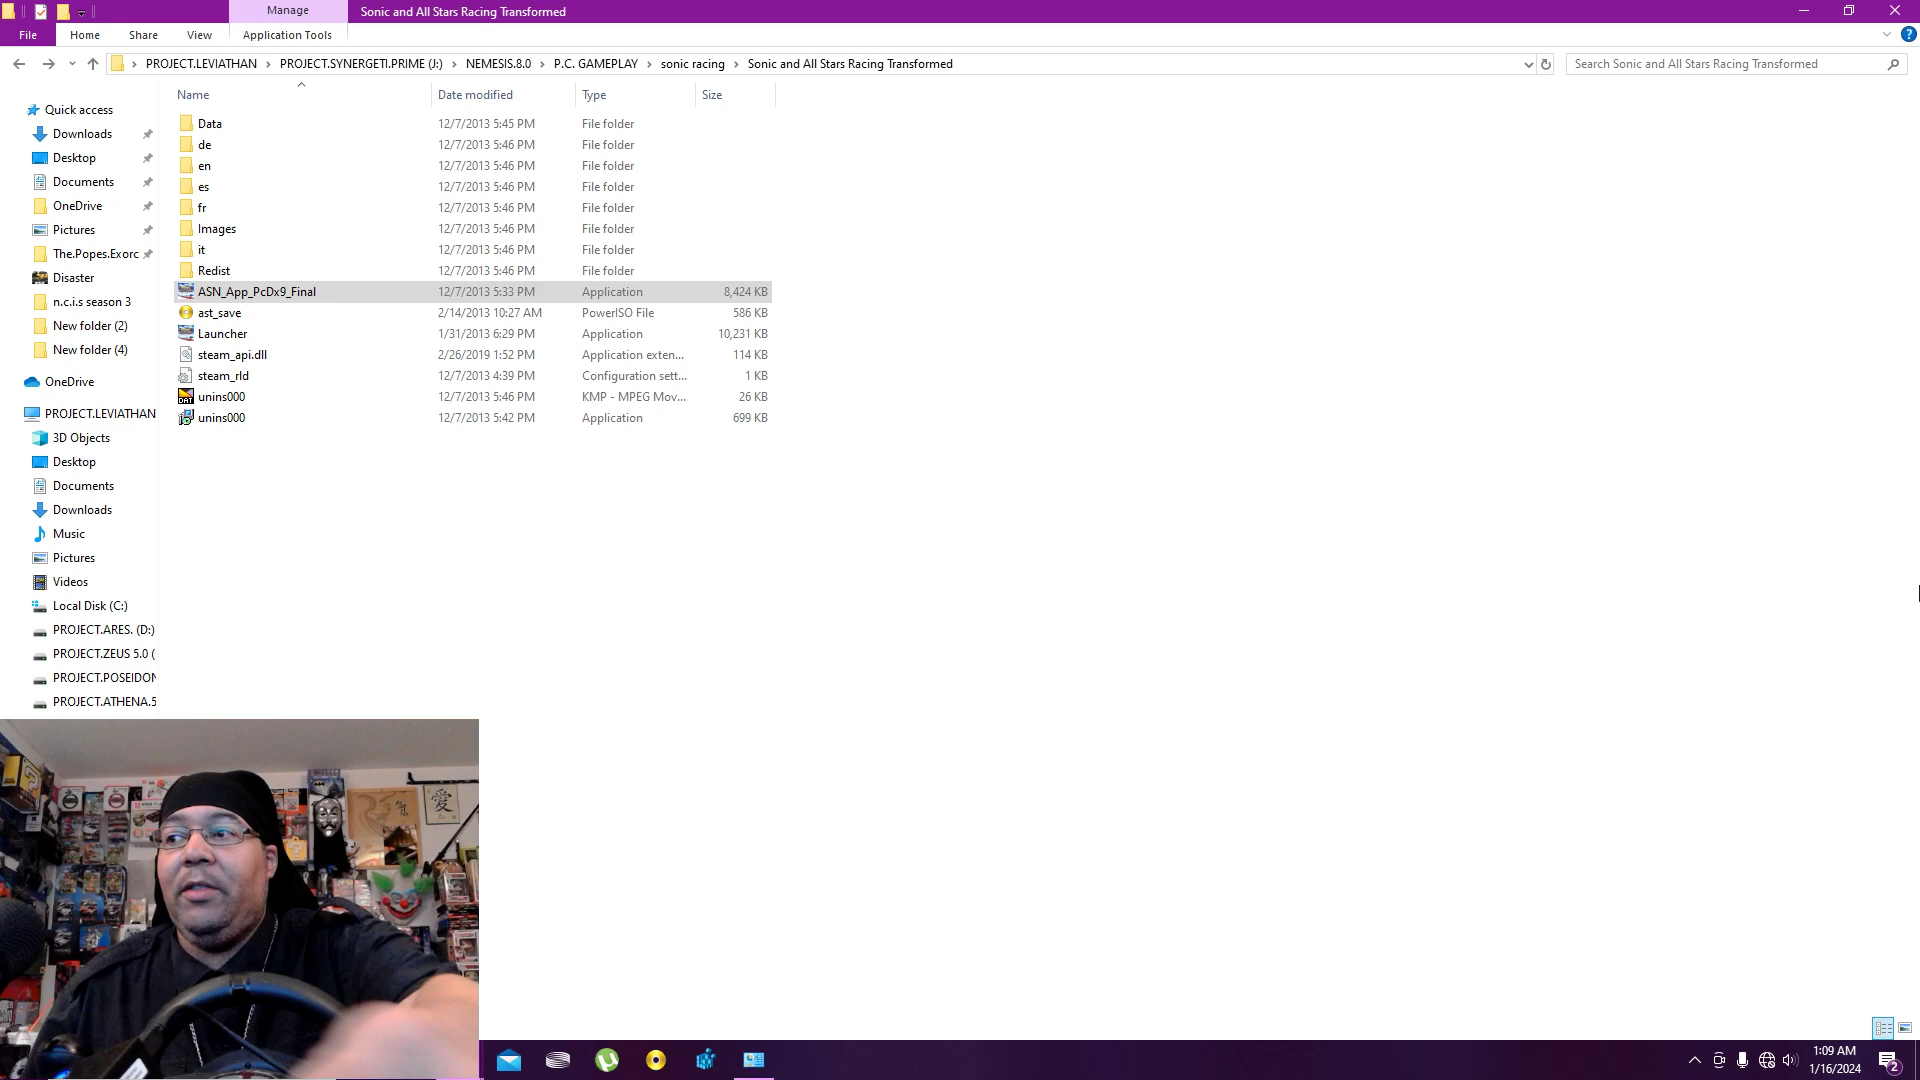 Manage
Sonic and All Stars Racing Transformed
File
Home
Share
View
Application Tools
PROJECT.LEVIATHAN
PROJECT.SYNERGETI.PRIME (J:)
NEMESIS.8.0
P.C. GAMEPLAY
sonic racing
Sonic and All Stars Racing Transformed
Search Sonic and All Stars Racing Transformed
Name
Date modified
Type
Size
Quick access
Downloads
Desktop
Documents
OneDrive
Pictures
The.Popes.Exorc
Disaster
n.c.i.s season 3
New folder (2)
New folder (4)
OneDrive
PROJECT.LEVIATHAN
3D Objects
Desktop
Documents
Downloads
Music
Pictures
Videos
Local Disk (C:)
PROJECT.ARES. (D:)
PROJECT.ZEUS 5.0 (
PROJECT.POSEIDON
PROJECT.ATHENA.5
Data 12/7/2013 5:45 PM File folder
de 12/7/2013 5:46 PM File folder
en 12/7/2013 5:46 PM File folder
es 12/7/2013 5:46 PM File folder
fr 12/7/2013 5:46 PM File folder
Images 12/7/2013 5:46 PM File folder
it 12/7/2013 5:46 PM File folder
Redist 12/7/2013 5:46 PM File folder
ASN_App_PcDx9_Final 12/7/2013 5:33 PM Application 8,424 KB
ast_save 2/14/2013 10:27 AM PowerISO File 586 KB
Launcher 1/31/2013 6:29 PM Application 10,231 KB
steam_api.dll 2/26/2019 1:52 PM Application exten... 114 KB
steam_rld 12/7/2013 4:39 PM Configuration sett... 1 KB
unins000 12/7/2013 5:46 PM KMP - MPEG Mov... 26 KB
unins000 12/7/2013 5:42 PM Application 699 KB
愛
1:09 AM
1/16/2024
2